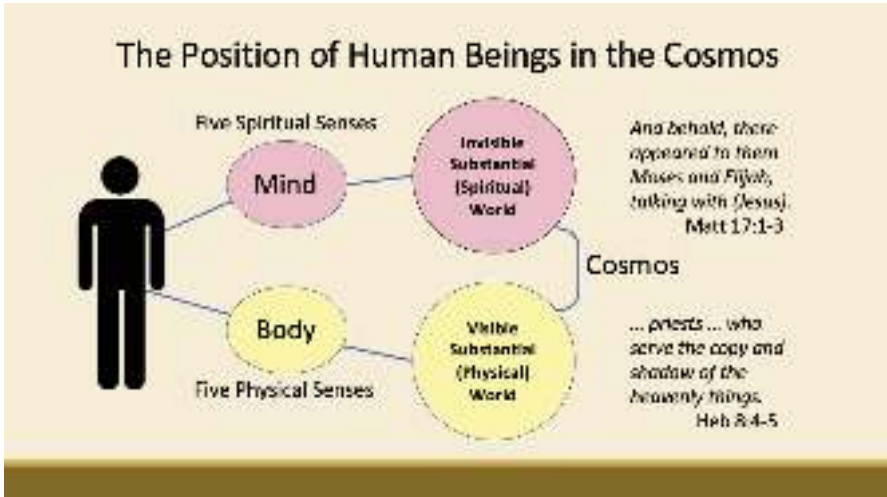 The Position of Human Beings in the Cosmos
Five Spiritual Senses
Mind
Invisible
Substantial
(Spiritual)
World
And behold, there
appeared to them
Moses and Elijah,
talking with (Jesus).
Matt 17:1-3
Cosmos
Body
Five Physical Senses
Visible
Substantial
(Physical)
World
... priests ... who
serve the copy and
shadow of the
heavenly things.
Heb 8:4-5